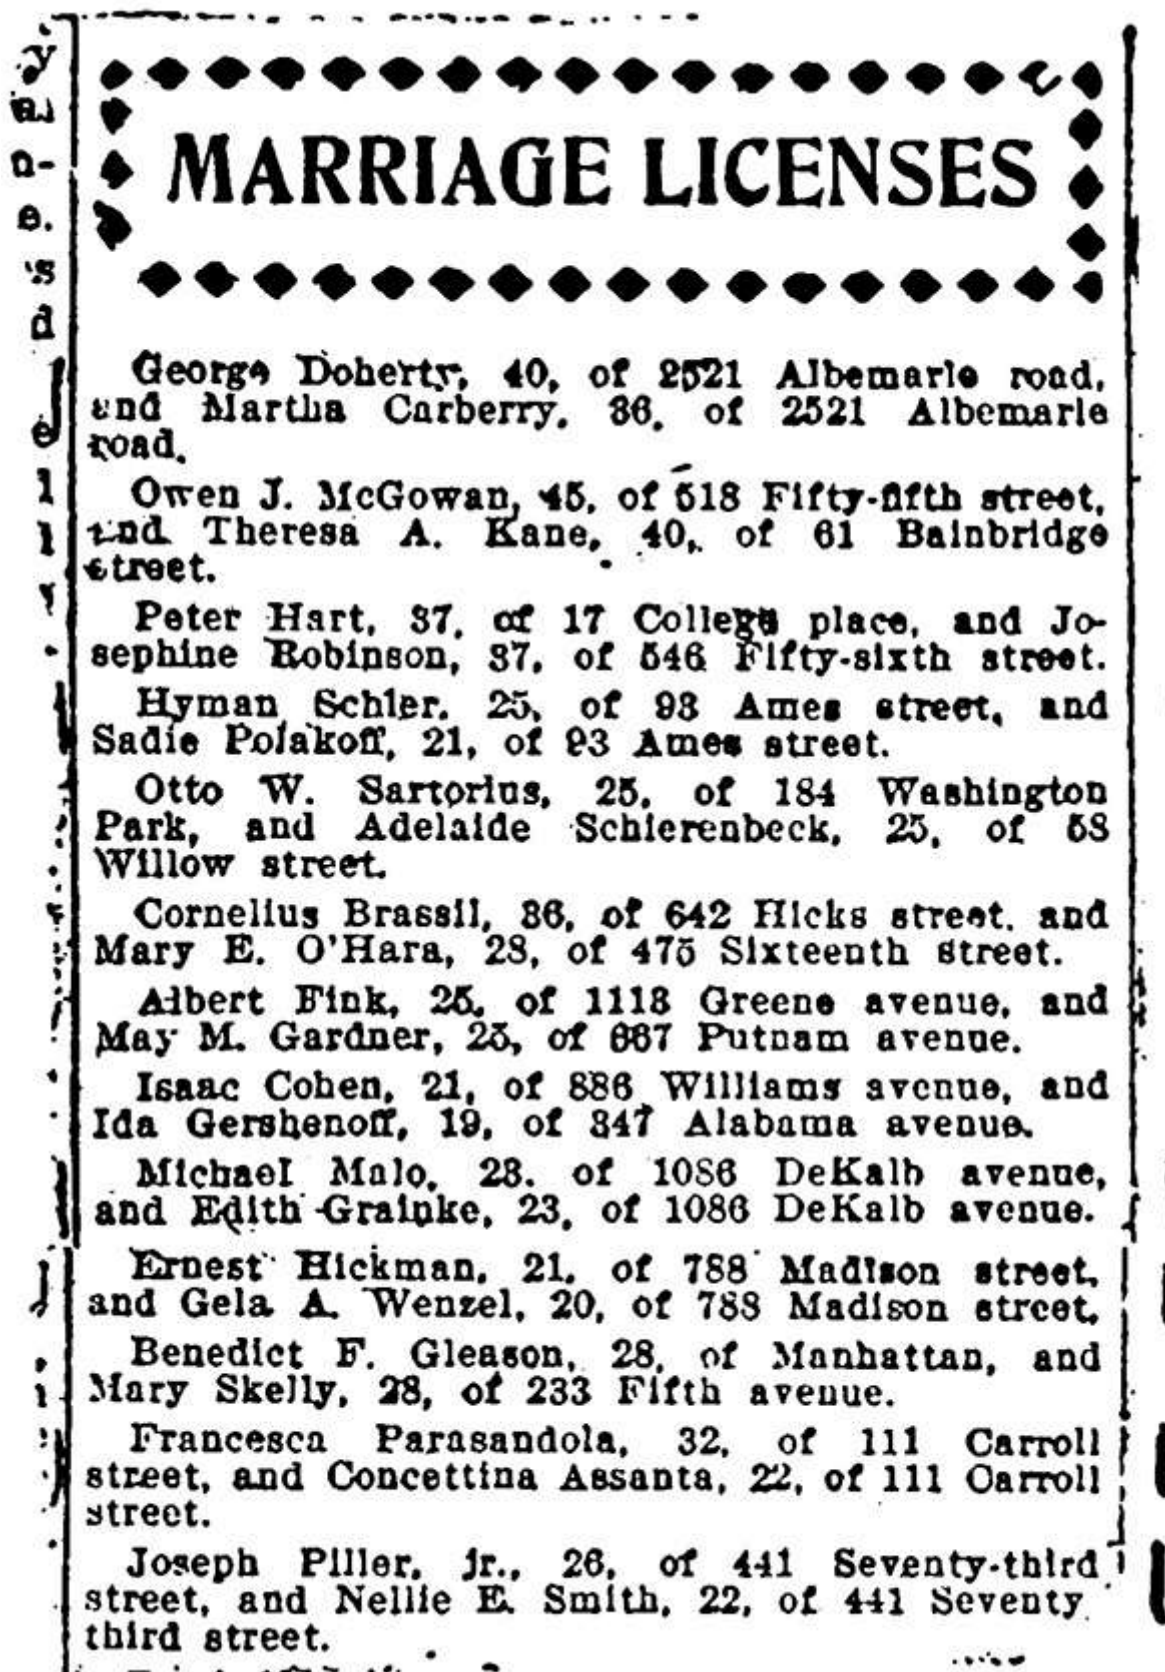 MARRIAGE LICENSES
George Doherty, 40, of 2521 Albemarle road,
and Martha Carberry, 36, of 2521 Albemarle
road.
Owen J. McGowan, 45, of 518 Fifty-fifth street,
and Theresa A. Kane, 40, of 61 Bainbridge
street.
Peter Hart, 37, of 17 College place, and Jo-
sephine Robinson, 37, of 546 Fifty-sixth street.
Hyman Schler, 25, of 93 Ames street, and
Sadie Polakoff, 21, of 93 Ames street.
Otto W. Sartorius, 25, of 184 Washington
Park, and Adelaide Schierenbeck, 25, of 58
Willow street.
Cornelius Brassil, 36, of 642 Hicks street, and
Mary E. O'Hara, 28, of 475 Sixteenth street.
Albert Fink, 25, of 1118 Greene avenue, and
May M. Gardner, 25, of 667 Putnam avenue.
Isaac Cohen, 21, of 886 Williams avenue, and
Ida Gershenoff, 19, of 347 Alabama avenue.
Michael Malo, 28, of 1086 DeKalb avenue,
and Edith Grainke, 23, of 1086 DeKalb avenue.
Ernest Hickman, 21, of 788 Madison street,
and Gela A. Wenzel, 20, of 788 Madison street.
Benedict F. Gleason, 28, of Manhattan, and
Mary Skelly, 28, of 233 Fifth avenue.
Francesca Parasandola, 32, of 111 Carroll
street, and Concettina Assanta, 22, of 111 Carroll
street.
Joseph Piller, jr., 26, of 441 Seventy-third
street, and Nellie E. Smith, 22, of 441 Seventy
third street.